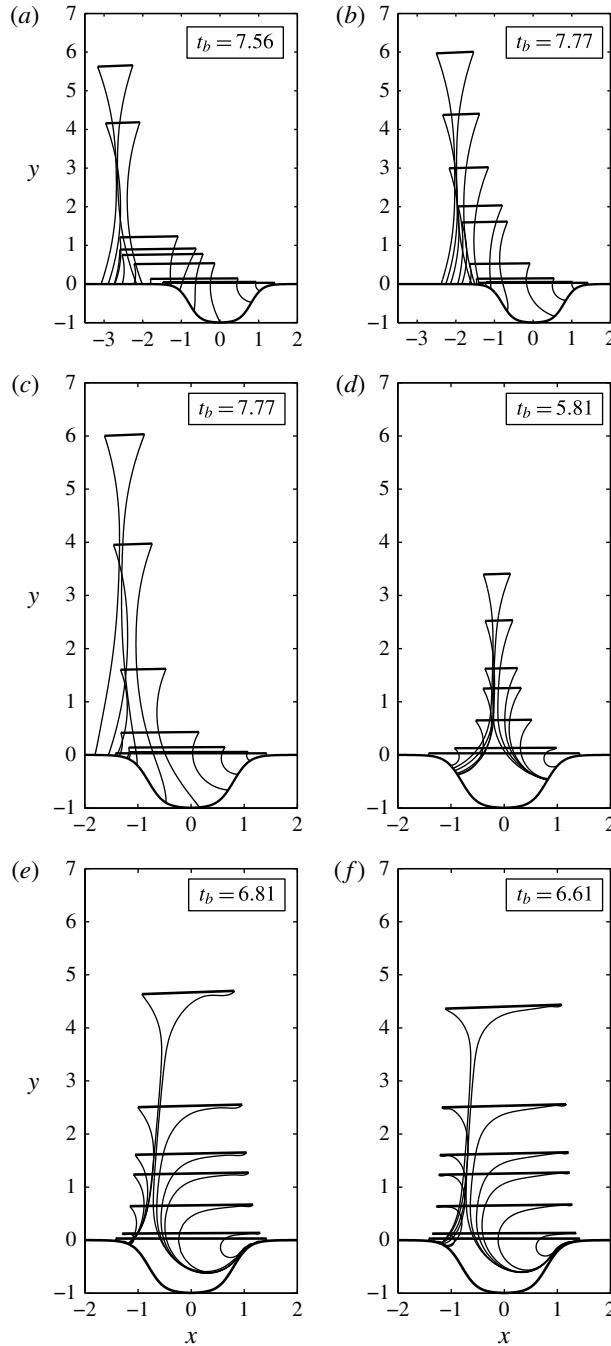 (a) (b)
t_b = 7.56 t_b = 7.77
7 7
6 6
5 5
4 4
y 3 3
2 2
1 1
0 0
−1 −1
−3 −2 −1 0 1 2 −3 −2 −1 0 1 2
(c) (d)
t_b = 7.77 t_b = 5.81
7 7
6 6
5 5
4 4
y 3 3
2 2
1 1
0 0
−1 −1
−2 −1 0 1 2 −2 −1 0 1 2
(e) (f)
t_b = 6.81 t_b = 6.61
7 7
6 6
5 5
4 4
y 3 3
2 2
1 1
0 0
−1 −1
−2 −1 0 1 2 −2 −1 0 1 2
x x